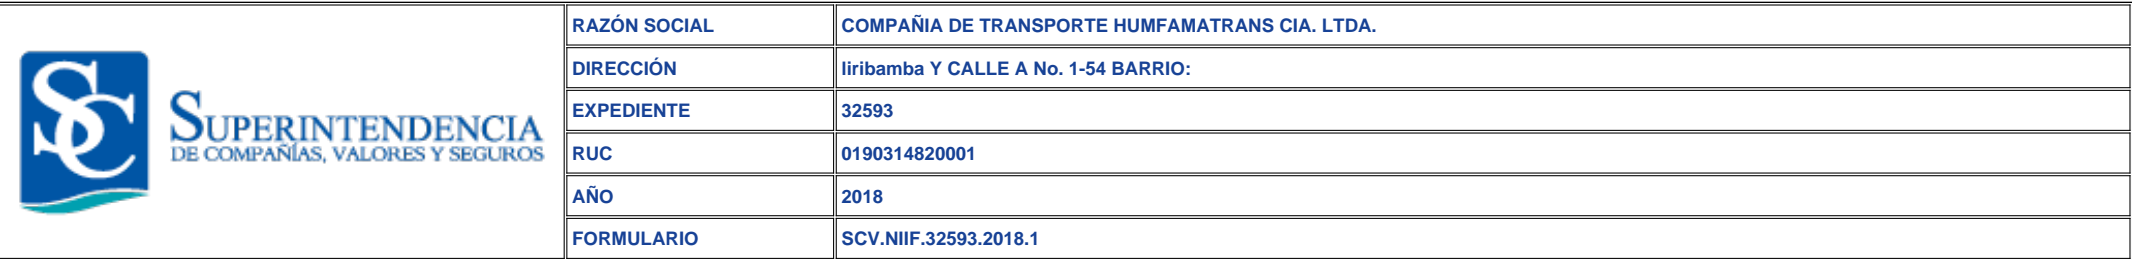 SC
SUPERINTENDENCIA
DE COMPAÑÍAS, VALORES Y SEGUROS
RAZÓN SOCIAL COMPAÑIA DE TRANSPORTE HUMFAMATRANS CIA. LTDA.
DIRECCIÓN liribamba Y CALLE A No. 1-54 BARRIO:
EXPEDIENTE 32593
RUC 0190314820001
AÑO 2018
FORMULARIO SCV.NIIF.32593.2018.1